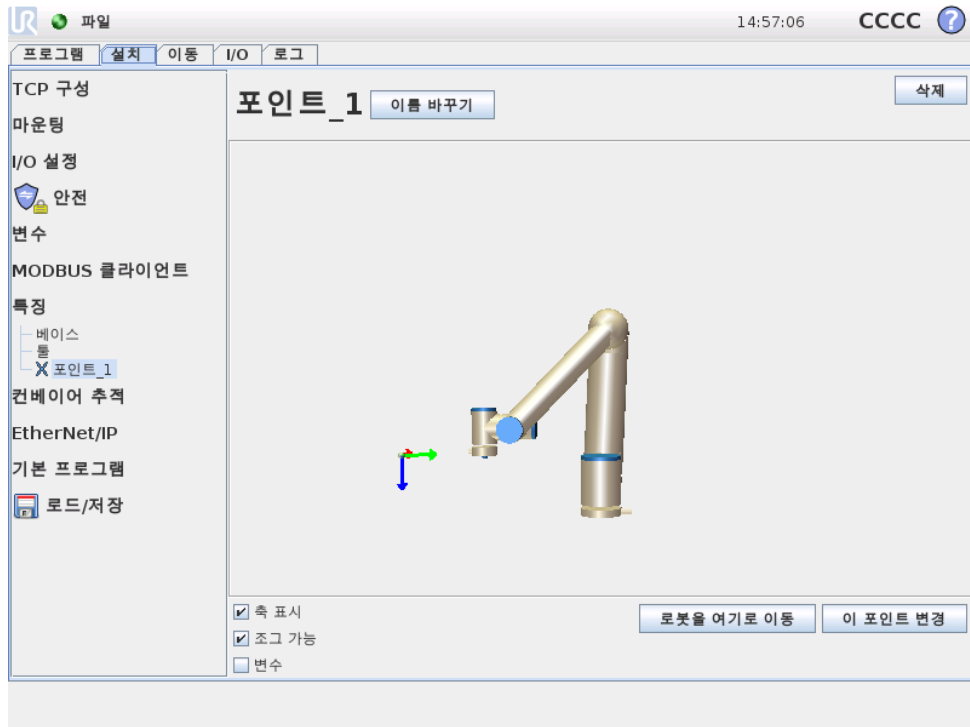 UR 파일 14:57:06 CCCC ?
프로그램 설치 이동 I/O 로그
TCP 구성
마운팅
I/O 설정
안전
변수
MODBUS 클라이언트
특징
베이스
툴
포인트_1
컨베이어 추적
EtherNet/IP
기본 프로그램
로드/저장
포인트_1 이름 바꾸기 삭제
축 표시
조그 가능
변수
로봇을 여기로 이동 이 포인트 변경